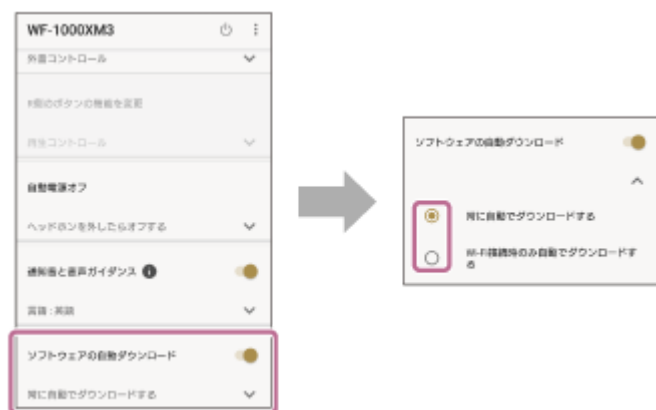 WF-1000XM3
外音コントロール
R側のボタンの機能を変更
再生コントロール
自動電源オフ
ヘッドホンを外したらオフする
通知音と音声ガイダンス
言語 : 英語
ソフトウェアの自動ダウンロード
常に自動でダウンロードする
ソフトウェアの自動ダウンロード
常に自動でダウンロードする
Wi-Fi接続時のみ自動でダウンロードす
る